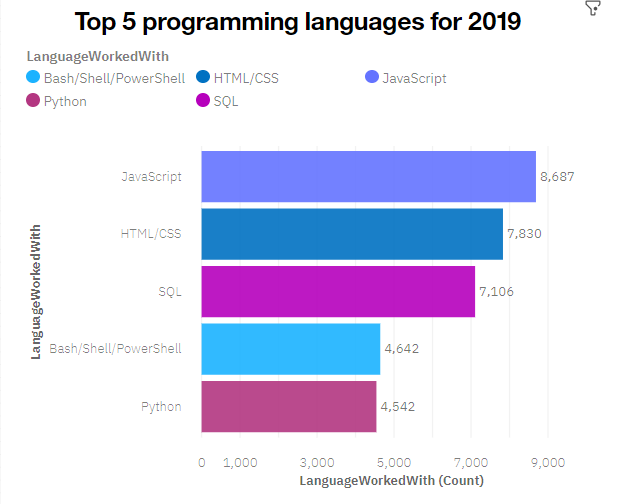 Top 5 programming languages for 2019
LanguageWorkedWith
Bash/Shell/PowerShell HTML/CSS JavaScript
Python SQL
LanguageWorkedWith
JavaScript 8,687
HTML/CSS 7,830
SQL 7,106
Bash/Shell/PowerShell 4,642
Python 4,542
0 1,000 3,000 5,000 7,000 9,000
LanguageWorkedWith (Count)